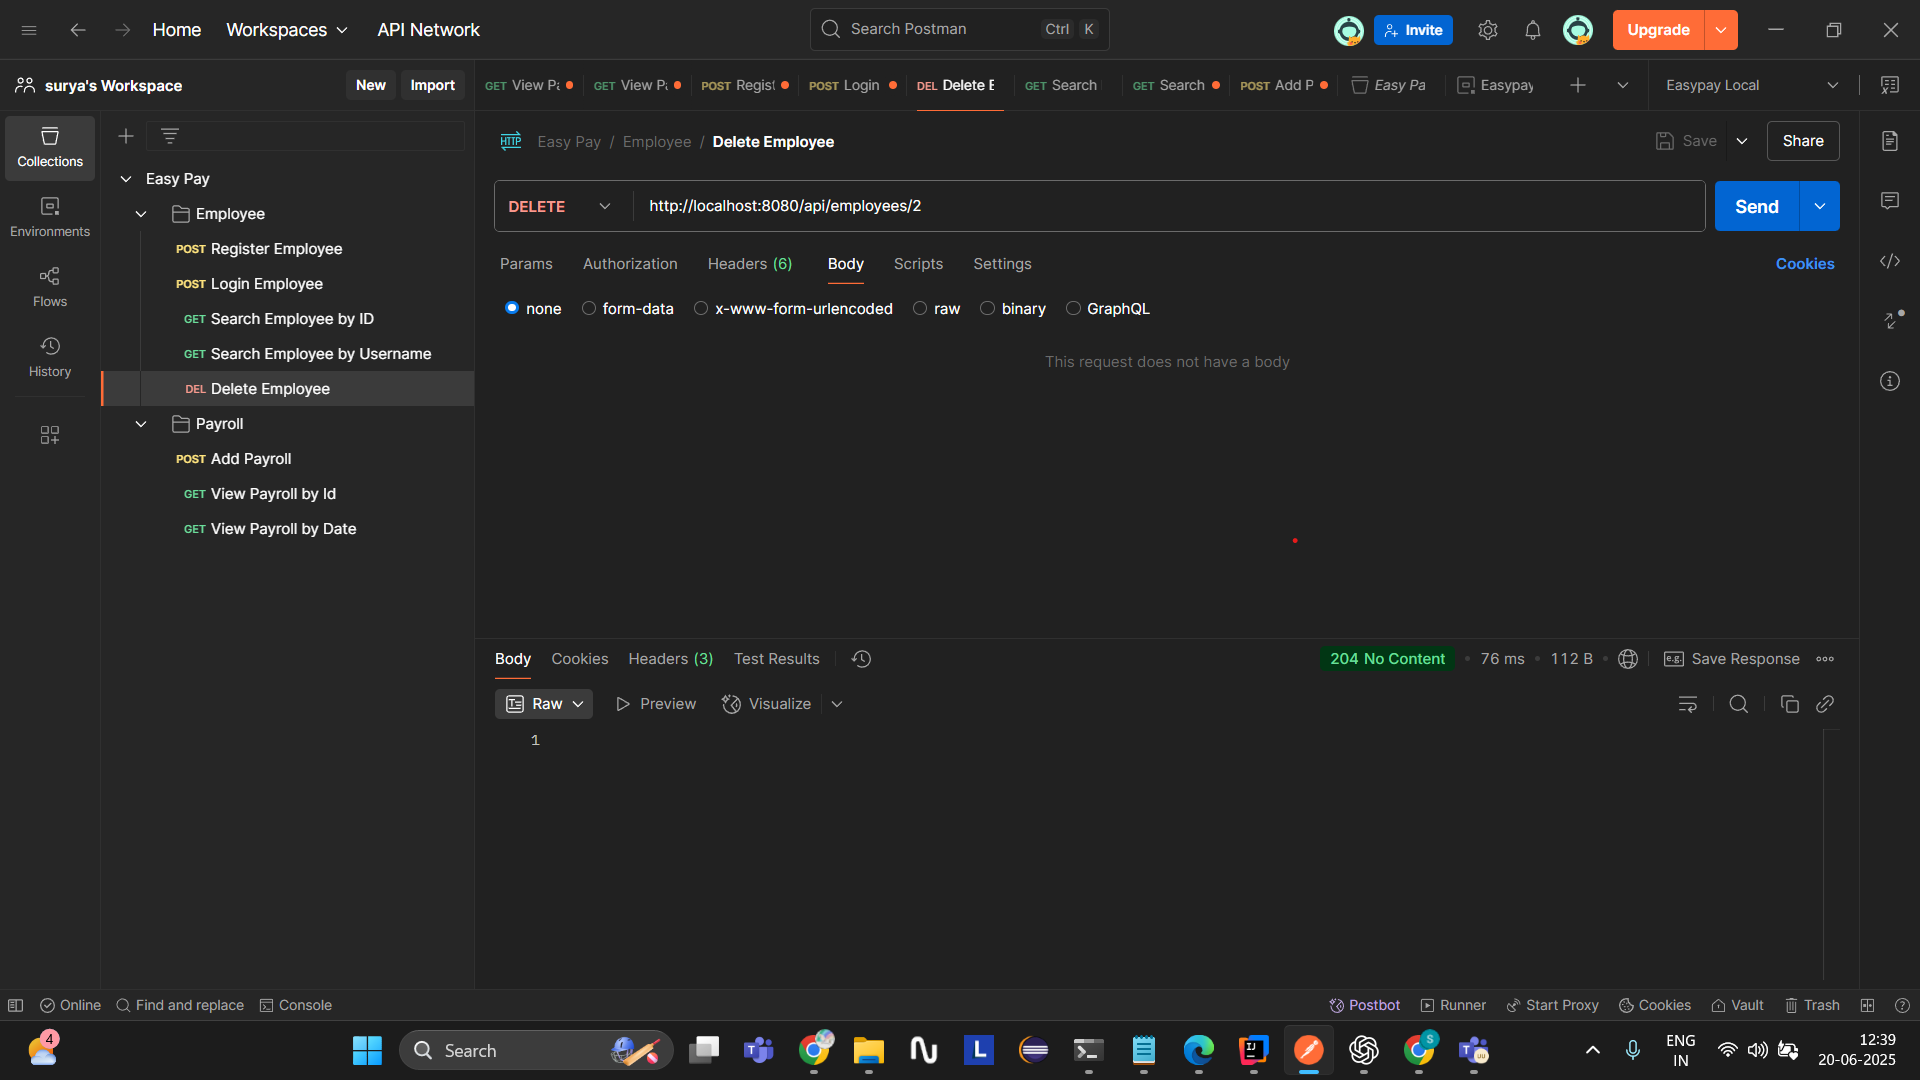 Home Workspaces API Network Search Postman Ctrl K Invite Upgrade
surya's Workspace New Import GET View Pa GET View Pa POST Regist POST Login DEL Delete E GET Search GET Search POST Add P Easy Pa Easypay Easypay Local
Collections
Environments
Flows
History
Easy Pay
Employee
POST Register Employee
POST Login Employee
GET Search Employee by ID
GET Search Employee by Username
DEL Delete Employee
Payroll
POST Add Payroll
GET View Payroll by Id
GET View Payroll by Date
HTTP Easy Pay / Employee / Delete Employee Save Share
DELETE http://localhost:8080/api/employees/2 Send
Params Authorization Headers (6) Body Scripts Settings Cookies
none form-data x-www-form-urlencoded raw binary GraphQL
This request does not have a body
Body Cookies Headers (3) Test Results 204 No Content • 76 ms • 112 B • e.g. Save Response
Raw Preview Visualize
1
Online Find and replace Console Postbot Runner Start Proxy Cookies Vault Trash
4 Search L IJ S ENG 12:39
IN 20-06-2025